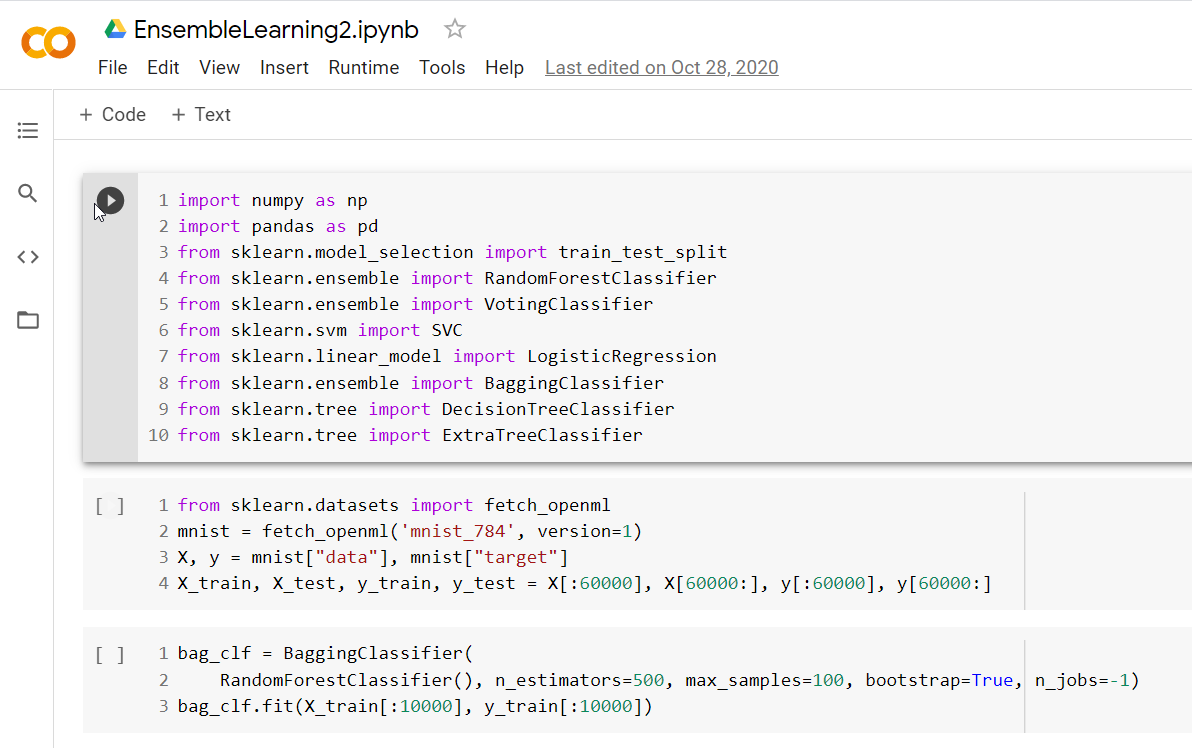 EnsembleLearning2.ipynb
File Edit View Insert Runtime Tools Help Last edited on Oct 28, 2020
+ Code + Text
1 import numpy as np
2 import pandas as pd
3 from sklearn.model_selection import train_test_split
4 from sklearn.ensemble import RandomForestClassifier
5 from sklearn.ensemble import VotingClassifier
6 from sklearn.svm import SVC
7 from sklearn.linear_model import LogisticRegression
8 from sklearn.ensemble import BaggingClassifier
9 from sklearn.tree import DecisionTreeClassifier
10 from sklearn.tree import ExtraTreeClassifier
[ ] 1 from sklearn.datasets import fetch_openml
2 mnist = fetch_openml('mnist_784', version=1)
3 X, y = mnist["data"], mnist["target"]
4 X_train, X_test, y_train, y_test = X[:60000], X[60000:], y[:60000], y[60000:]
[ ] 1 bag_clf = BaggingClassifier(
2     RandomForestClassifier(), n_estimators=500, max_samples=100, bootstrap=True, n_jobs=-1)
3 bag_clf.fit(X_train[:10000], y_train[:10000])